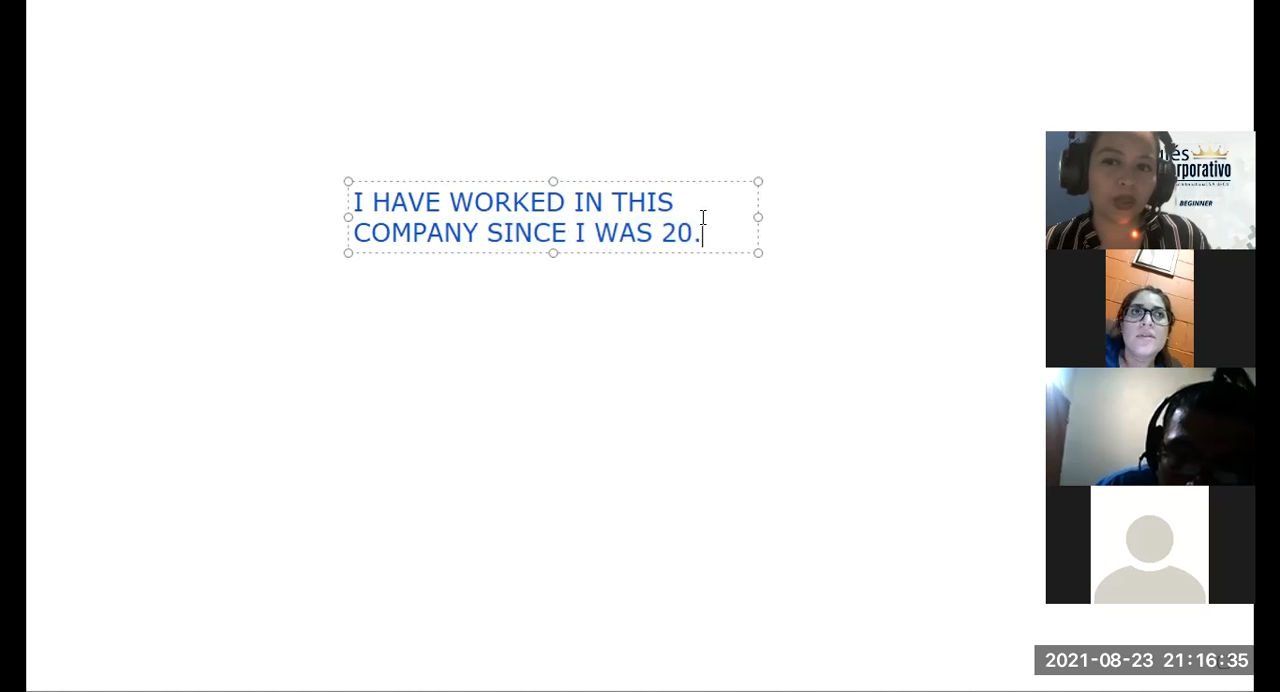 I HAVE WORKED IN THIS
COMPANY SINCE I WAS 20.
BEGINNER
2021-08-23 21:16:35